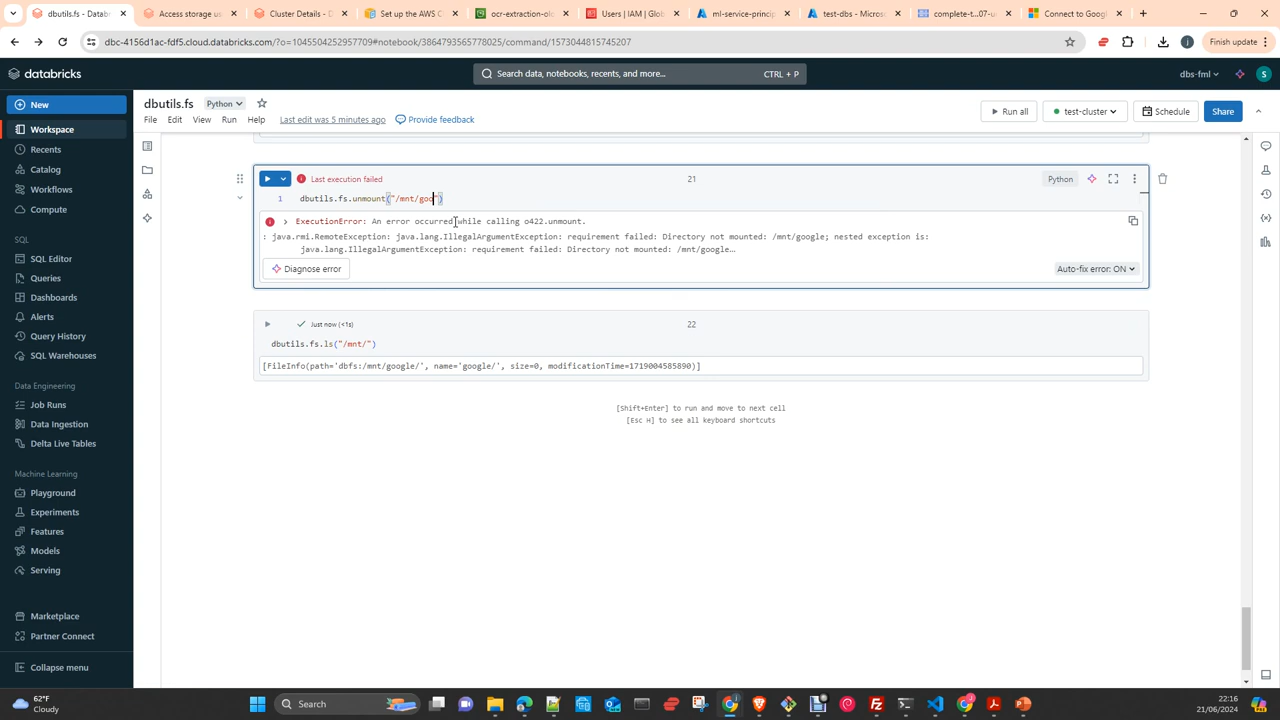 dbutils.fs - Databricks
Access storage us
Cluster Details - D
Set up the AWS C
ocr-extraction-olo
Users | IAM | Glob
ml-service-princip
test-dbs - Microso
complete-t...07-u
Connect to Googl
dbc-4156d1ac-fdf5.cloud.databricks.com/?o=1045504252957709#notebook/3864793565778025/command/1573044815745207
Finish update
databricks
Search data, notebooks, recents, and more...
CTRL + P
dbs-fml
S
New
Workspace
Recents
Catalog
Workflows
Compute
SQL
SQL Editor
Queries
Dashboards
Alerts
Query History
SQL Warehouses
Data Engineering
Job Runs
Data Ingestion
Delta Live Tables
Machine Learning
Playground
Experiments
Features
Models
Serving
Marketplace
Partner Connect
Collapse menu
dbutils.fs
Python
File Edit View Run Help
Last edit was 5 minutes ago
Provide feedback
Run all
test-cluster
Schedule
Share
Last execution failed
21
Python
1 dbutils.fs.unmount("/mnt/goo")
ExecutionError: An error occurred while calling o422.unmount.
: java.rmi.RemoteException: java.lang.IllegalArgumentException: requirement failed: Directory not mounted: /mnt/google; nested exception is:
java.lang.IllegalArgumentException: requirement failed: Directory not mounted: /mnt/google…
Diagnose error
Auto-fix error: ON
Just now (<1s)
22
dbutils.fs.ls("/mnt/")
[FileInfo(path='dbfs:/mnt/google/', name='google/', size=0, modificationTime=1719004585890)]
[Shift+Enter] to run and move to next cell
[Esc H] to see all keyboard shortcuts
62°F
Cloudy
Search
22:16
21/06/2024